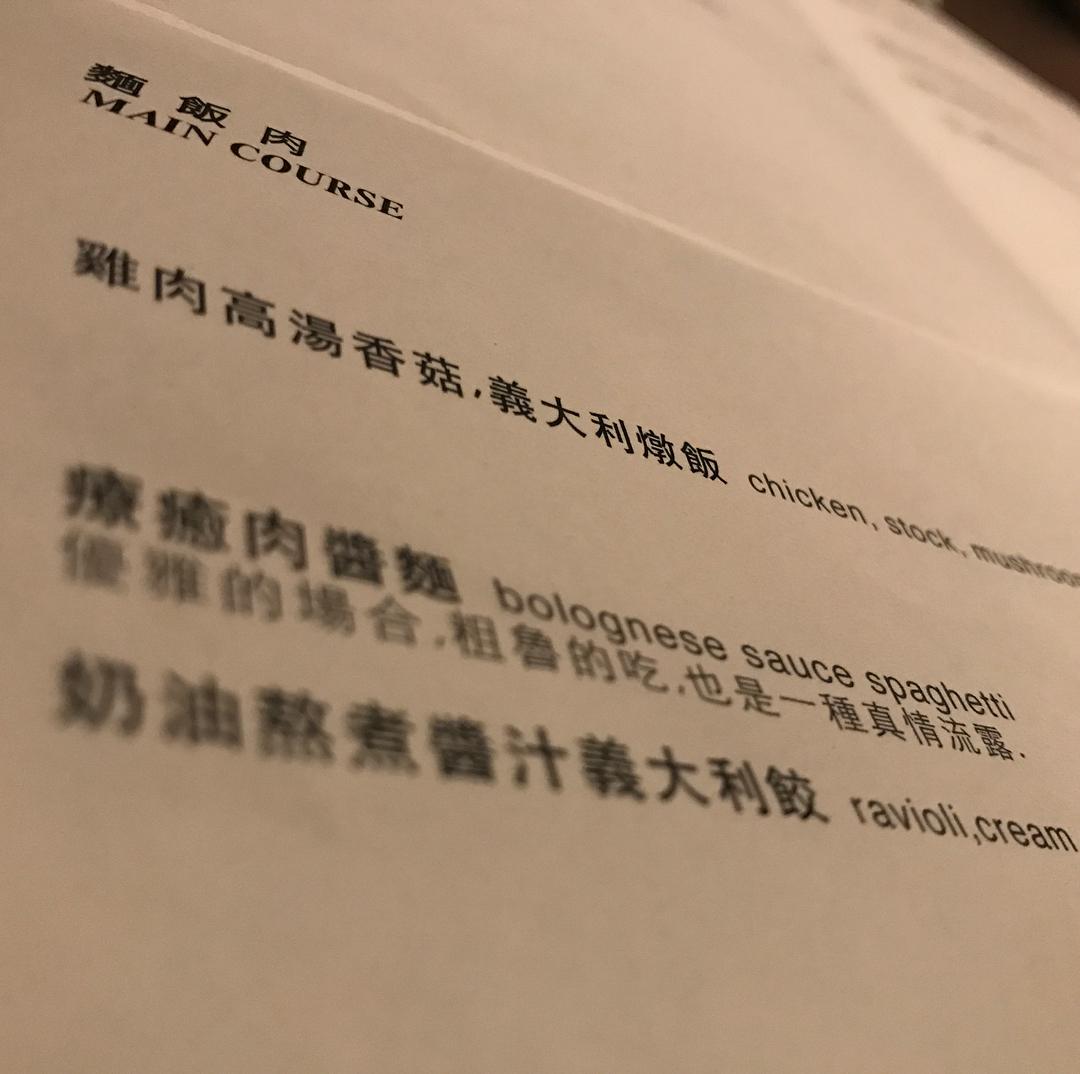 麵 飯 肉
MAIN COURSE
雞肉高湯香菇,義大利燉飯 chicken, stock, mushroo
療癒肉醬麵 bolognese sauce spaghetti
優雅的場合,粗魯的吃,也是一種真情流露.
奶油熬煮醬汁義大利餃 ravioli,cream